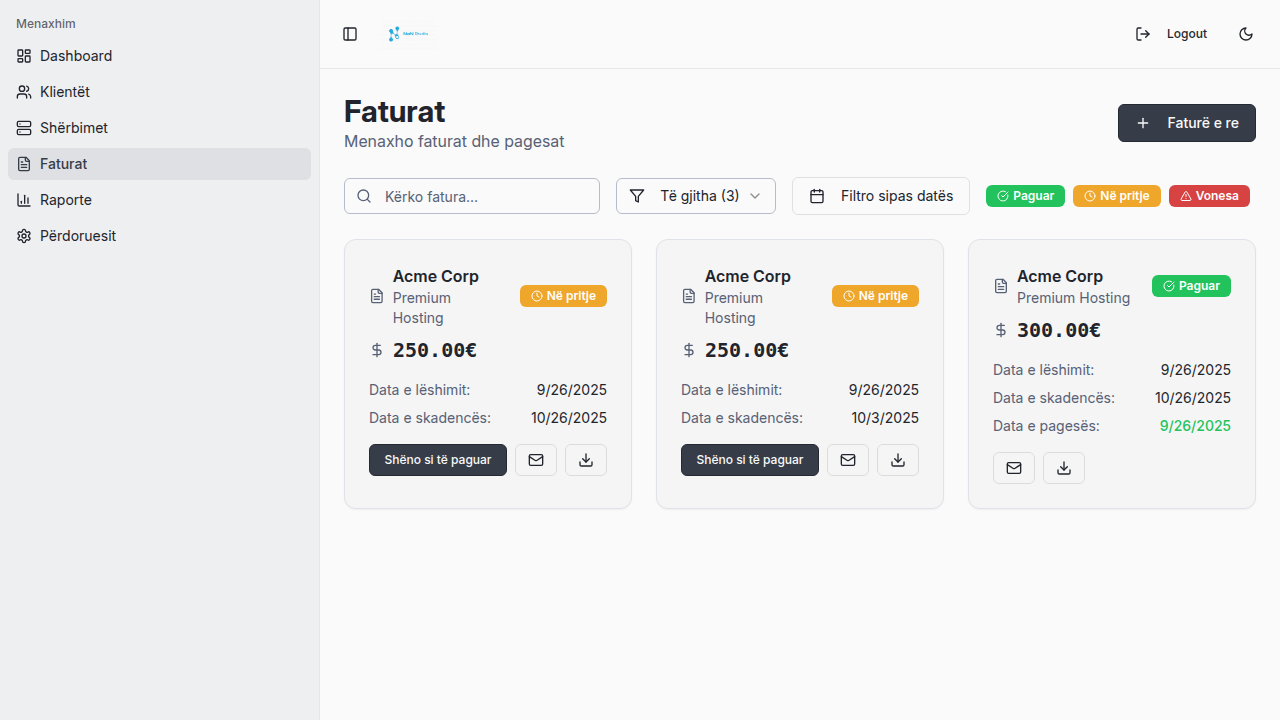 Menaxhim
Dashboard
Klientët
Shërbimet
Faturat
Raporte
Përdoruesit
Logout
Faturat
Menaxho faturat dhe pagesat
Faturë e re
Kërko fatura...
Të gjitha (3)
Filtro sipas datës
Paguar
Në pritje
Vonesa
Acme Corp
Premium
Hosting
Në pritje
$ 250.00€
Data e lëshimit: 9/26/2025
Data e skadencës: 10/26/2025
Shëno si të paguar
Acme Corp
Premium
Hosting
Në pritje
$ 250.00€
Data e lëshimit: 9/26/2025
Data e skadencës: 10/3/2025
Shëno si të paguar
Acme Corp
Premium Hosting
Paguar
$ 300.00€
Data e lëshimit: 9/26/2025
Data e skadencës: 10/26/2025
Data e pagesës: 9/26/2025